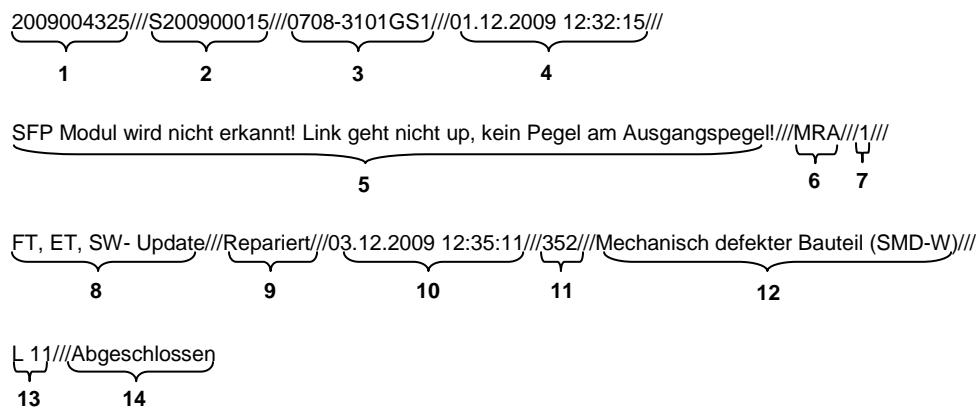 2009004325///S200900015///0708-3101GS1///01.12.2009 12:32:15///
1 2 3 4
SFP Modul wird nicht erkannt! Link geht nicht up, kein Pegel am Ausgangspegel!///MRA///1///
5 6 7
FT, ET, SW- Update///Repariert///03.12.2009 12:35:11///352///Mechanisch defekter Bauteil (SMD-W)///
8 9 10 11 12
L 11///Abgeschlossen
13 14